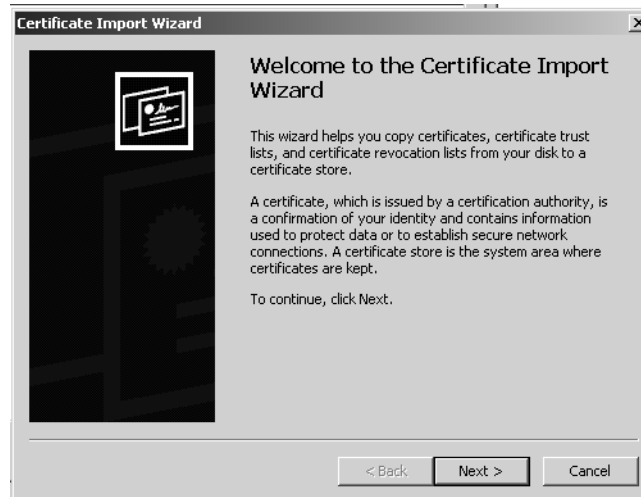 Certificate Import Wizard
Welcome to the Certificate Import
Wizard
This wizard helps you copy certificates, certificate trust
lists, and certificate revocation lists from your disk to a
certificate store.
A certificate, which is issued by a certification authority, is
a confirmation of your identity and contains information
used to protect data or to establish secure network
connections. A certificate store is the system area where
certificates are kept.
To continue, click Next.
< Back
Next >
Cancel